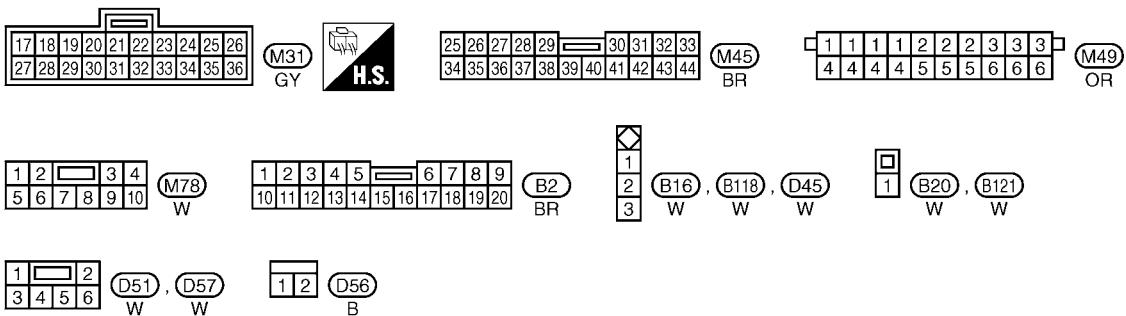 17 18 19 20 21 22 23 24 25 26
27 28 29 30 31 32 33 34 35 36
M31
GY
H.S.
25 26 27 28 29 30 31 32 33
34 35 36 37 38 39 40 41 42 43 44
M45
BR
1 1 1 1 2 2 2 3 3 3
4 4 4 4 5 5 5 6 6 6
M49
OR
1 2 3 4
5 6 7 8 9 10
M78
W
1 2 3 4 5 6 7 8 9
10 11 12 13 14 15 16 17 18 19 20
B2
BR
1
2
3
B16 , B118 , D45
W W W
1
B20 , B121
W W
1 2
3 4 5 6
D51 , D57
W W
1 2
D56
B